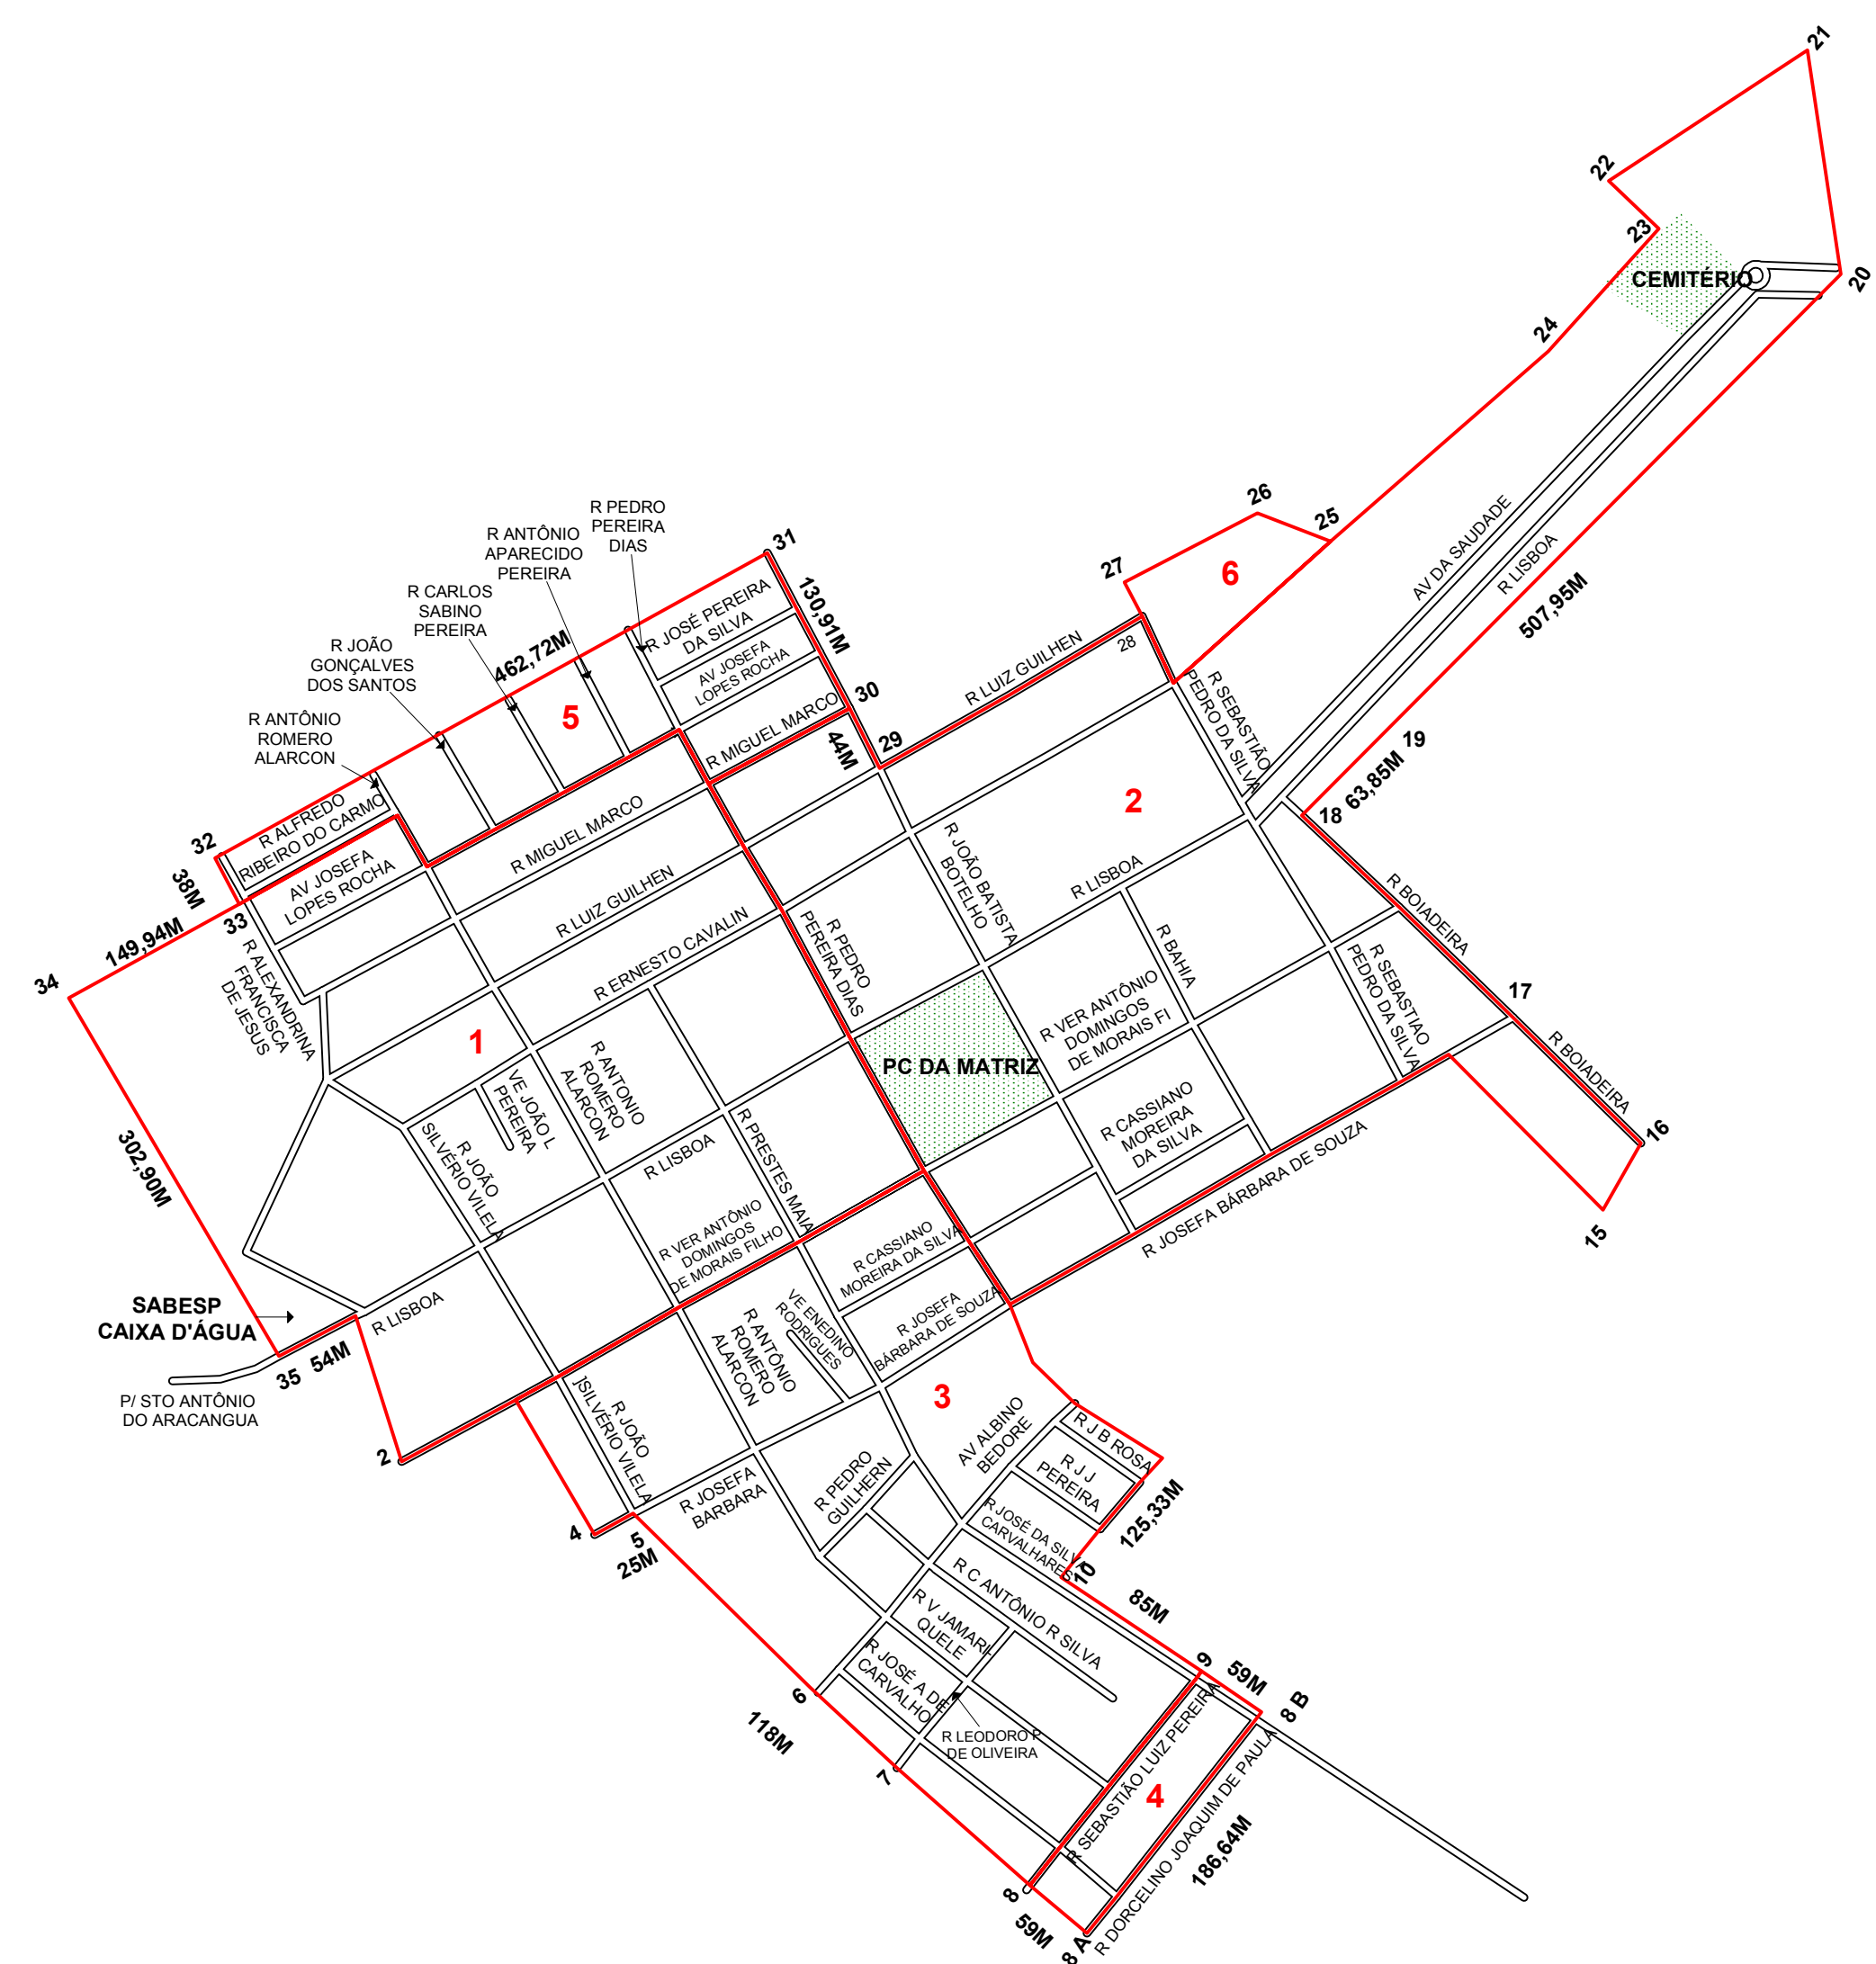 21
22
23
CEMITÉRIO
20
24
AV DA SAUDADE
R LISBOA
507,95M
26
25
27
6
28
R LUIZ GUILHEN
R SEBASTIÃO
PEDRO DA SILVA
19
63,85M
18
2
R PEDRO
PEREIRA
DIAS
R ANTÔNIO
APARECIDO
PEREIRA
R CARLOS
SABINO
PEREIRA
R JOÃO
GONÇALVES
DOS SANTOS
R ANTÔNIO
ROMERO
ALARCON
31
130,91M
462,72M
R JOSÉ PEREIRA
DA SILVA
AV JOSEFA
LOPES ROCHA
5
30
R MIGUEL MARCO
44M
29
32
R ALFREDO
RIBEIRO DO CARMO
38M
33
AV JOSEFA
LOPES ROCHA
R MIGUEL MARCO
149,94M
34
R ALEXANDRINA
FRANCISCA
DE JESUS
R LUIZ GUILHEN
R ERNESTO CAVALIN
R PEDRO
PEREIRA DIAS
R JOÃO BATISTA
BOTELHO
R LISBOA
R BAHIA
R BOIADEIRA
17
R BOIADEIRA
16
15
R SEBASTIAO
PEDRO DA SILVA
R VER ANTÔNIO
DOMINGOS
DE MORAIS FI
PC DA MATRIZ
R CASSIANO
MOREIRA
DA SILVA
R JOSEFA BÁRBARA DE SOUZA
1
VE JOÃO L
PEREIRA
R ANTONIO
ROMERO
ALARCON
R JOÃO
SILVÉRIO VILELA
R LISBOA
R PRESTES MAIA
302,90M
R VER ANTÔNIO
DOMINGOS
DE MORAIS FILHO
R CASSIANO
MOREIRA DA SILVA
SABESP
CAIXA D'ÁGUA
R LISBOA
35
54M
P/ STO ANTÔNIO
DO ARACANGUA
2
R ANTÔNIO
ROMERO
ALARCON
VE ENEDINO
RODRIGUES
R JOSEFA
BÁRBARA DE SOUZA
3
R JOÃO
]SILVÉRIO VILELA
4
5
25M
R JOSEFA
BARBARA
R PEDRO
GUILHERN
AV ALBINO
BEDORE
R J B ROSA
R J J
PEREIRA
R JOSÉ DA SILVA
CARVALHARES
125,33M
10
85M
R C ANTÔNIO R SILVA
R V JAMARI-
QUELE
R JOSÉ A DE
CARVALHO
R LEODORO P
DE OLIVEIRA
6
118M
7
9
59M
8 B
R SEBASTIÃO LUIZ PEREIRA
4
R DORCELINO JOAQUIM DE PAULA
186,64M
8
59M
8 A